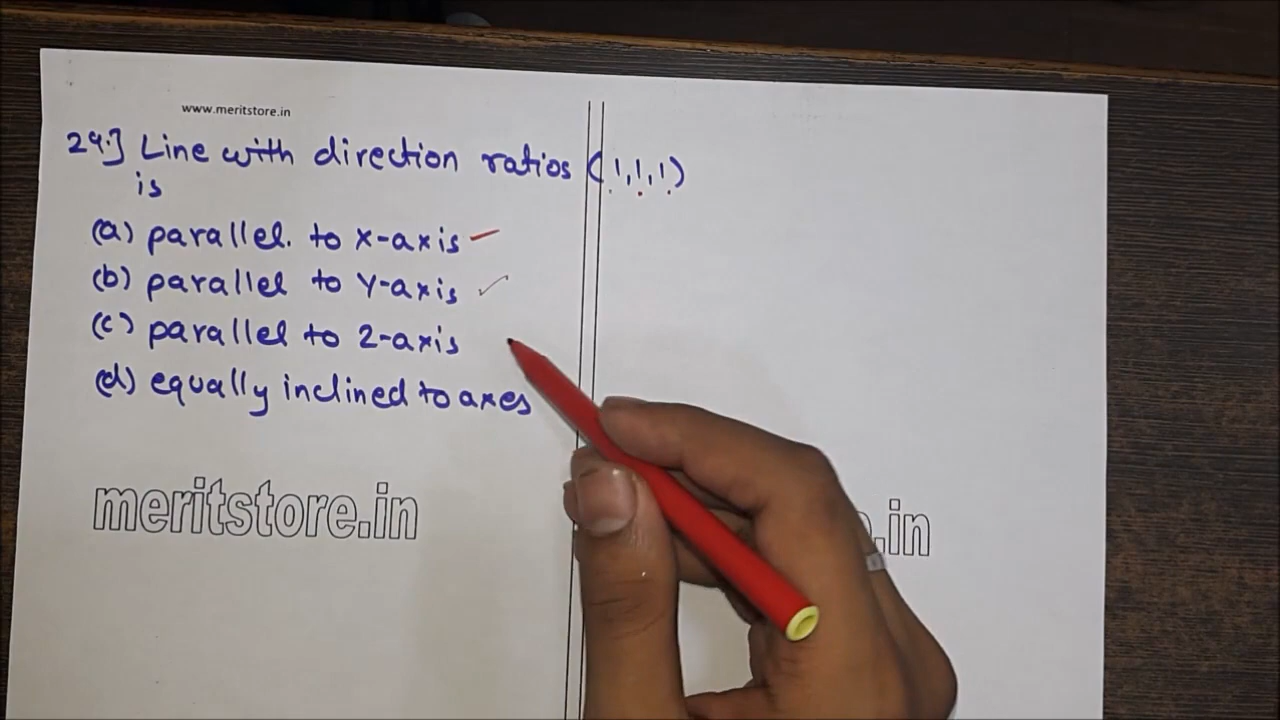 www.meritstore.in
24.] Line with direction ratios (1,1,1)
is
(a) parallel. to x-axis
(b) parallel to Y-axis
(c) parallel to Z-axis
(d) equally inclined to axes
meritstore.in
.in